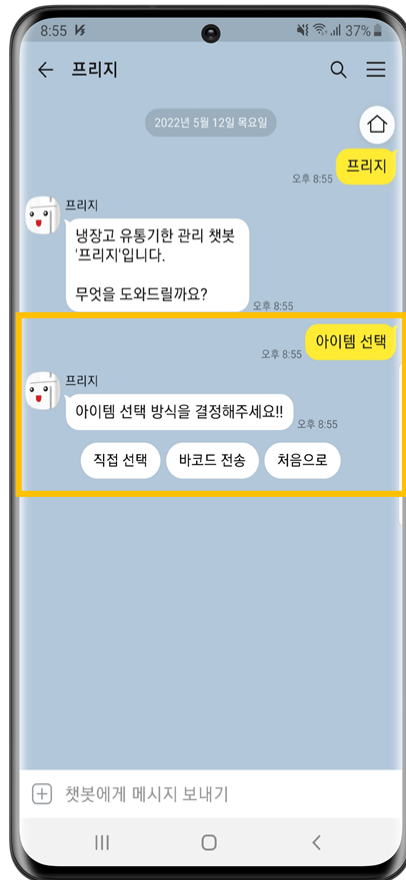 8:55
37%
프리지
2022년 5월 12일 목요일
프리지
오후 8:55
프리지
냉장고 유통기한 관리 챗봇
'프리지'입니다.
무엇을 도와드릴까요?
오후 8:55
아이템 선택
오후 8:55
프리지
아이템 선택 방식을 결정해주세요!!
오후 8:55
직접 선택 바코드 전송 처음으로
챗봇에게 메시지 보내기